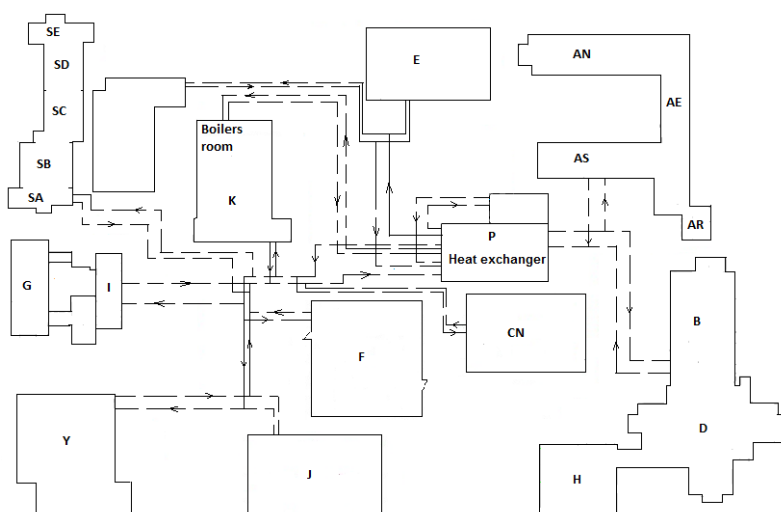 SE
E
AN
SD
SC
AE
Boilers
room
SB
AS
SA
K
AR
P
Heat exchanger
G
I
B
CN
F
D
Y
J
H